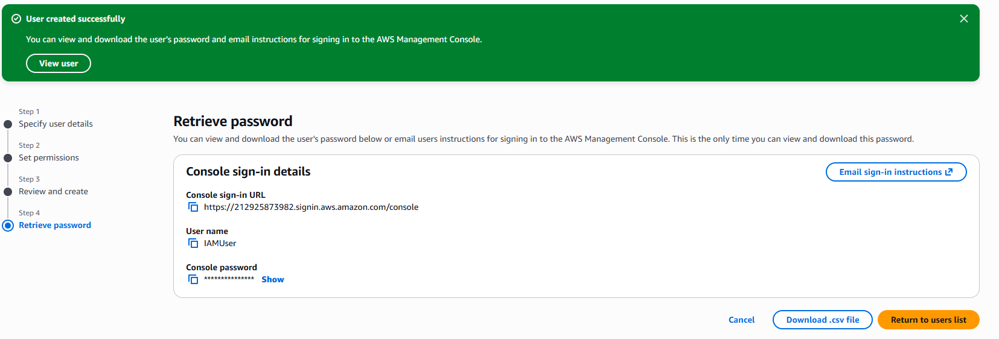 User created successfully
You can view and download the user's password and email instructions for signing in to the AWS Management Console.
View user
Step 1
Specify user details
Step 2
Set permissions
Step 3
Review and create
Step 4
Retrieve password
Retrieve password
You can view and download the user's password below or email users instructions for signing in to the AWS Management Console. This is the only time you can view and download this password.
Console sign-in details
Email sign-in instructions
Console sign-in URL
https://212925873982.signin.aws.amazon.com/console
User name
IAMUser
Console password
*************** Show
Cancel
Download .csv file
Return to users list